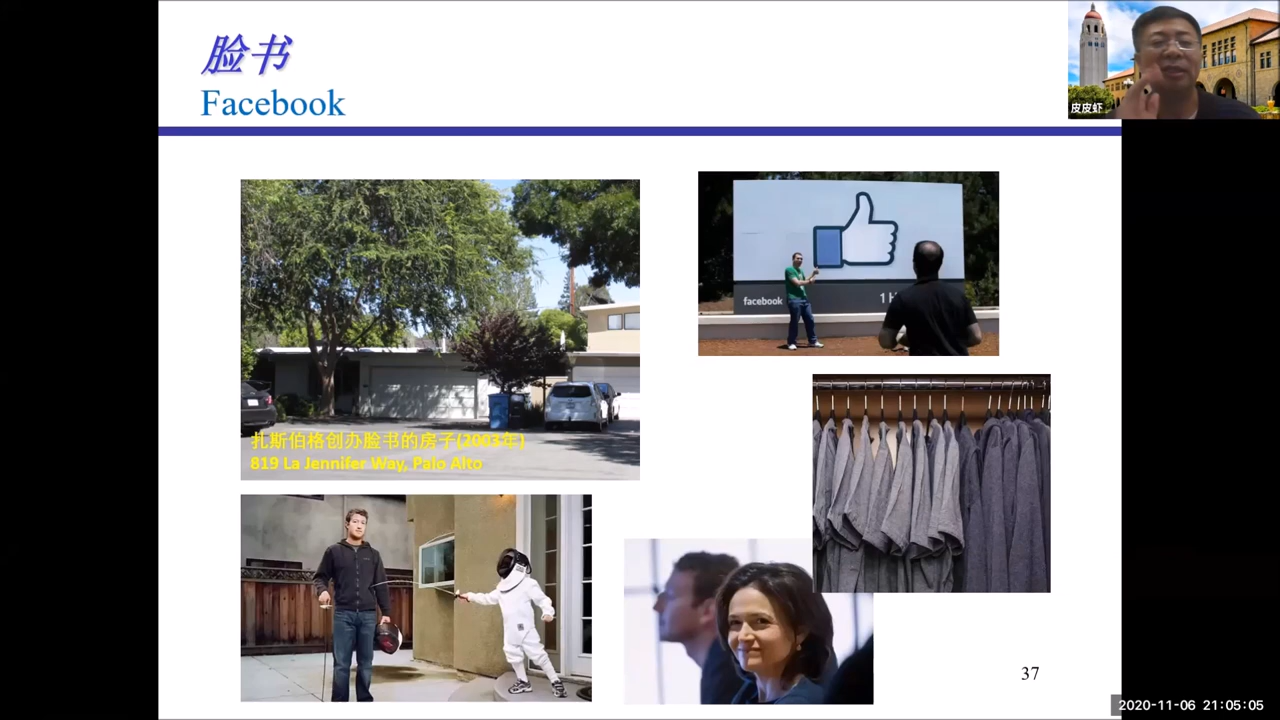 脸书
Facebook
皮皮虾
facebook
1 H
扎斯伯格创办脸书的房子(2003年)
819 La Jennifer Way, Palo Alto
37
2020-11-06 21:05:05